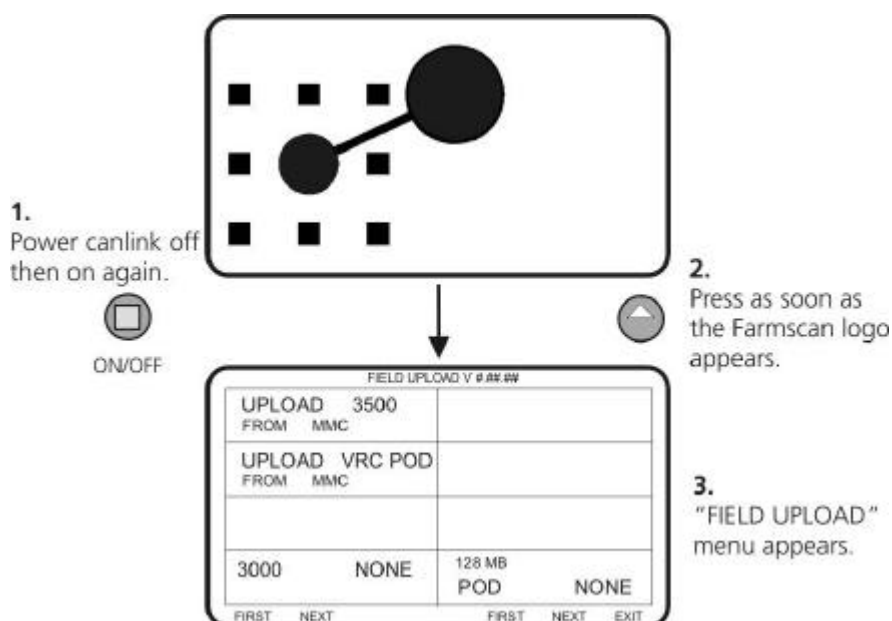 1.
Power canlink off
then on again.
ON/OFF
2.
Press as soon as
the Farmscan logo
appears.
FIELD UPLOAD V #.##.##
UPLOAD 3500
FROM MMC
UPLOAD VRC POD
FROM MMC
3000 NONE
128 MB
POD NONE
FIRST NEXT
FIRST NEXT EXIT
3.
"FIELD UPLOAD"
menu appears.